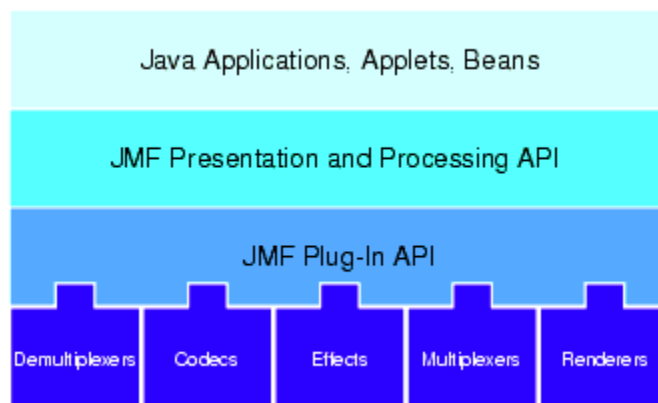 Java Applications, Applets, Beans
JMF Presentation and Processing API
JMF Plug-In API
Demultiplexers Codecs Effects Multiplexers Renderers